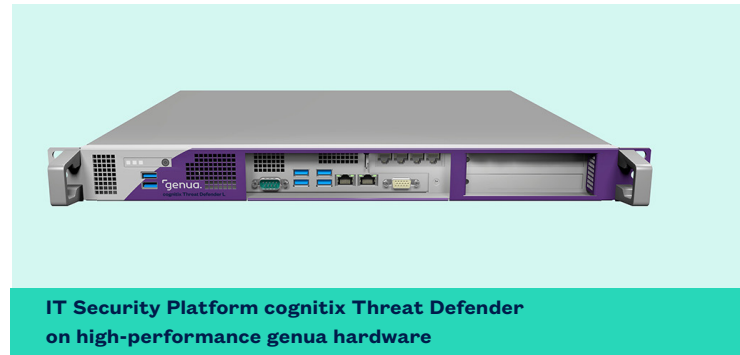 genua.
cognitix Threat Defender L
IT Security Platform cognitix Threat Defender
on high-performance genua hardware